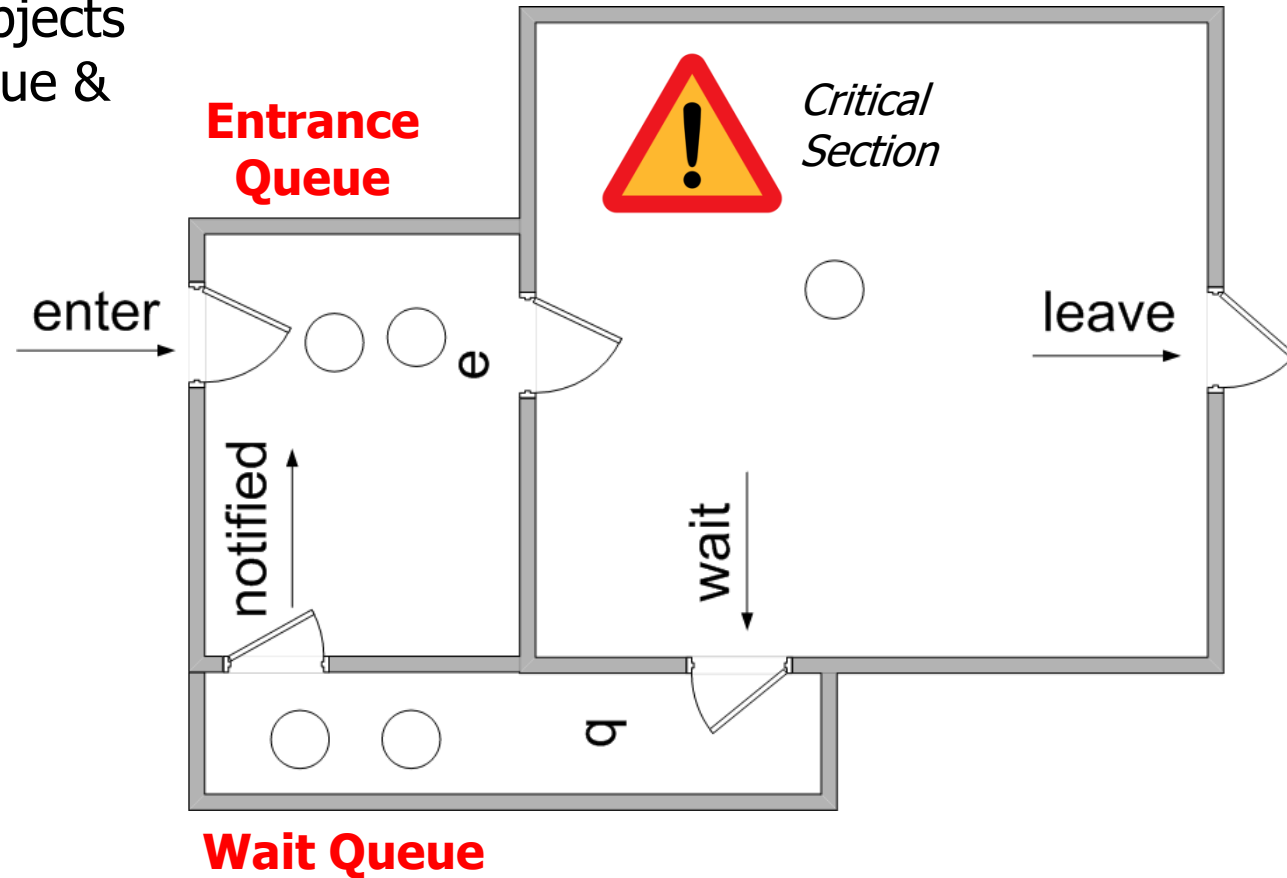 ue &
Entrance
Queue
Critical
Section
enter
e
leave
notified
wait
q
Wait Queue